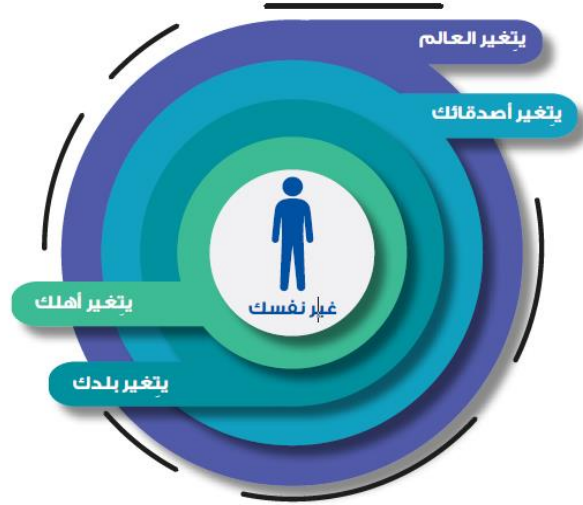 يتغير العالم
يتغير أصدقائك
غير نفسك
يتغير أهلك
يتغير بلدك